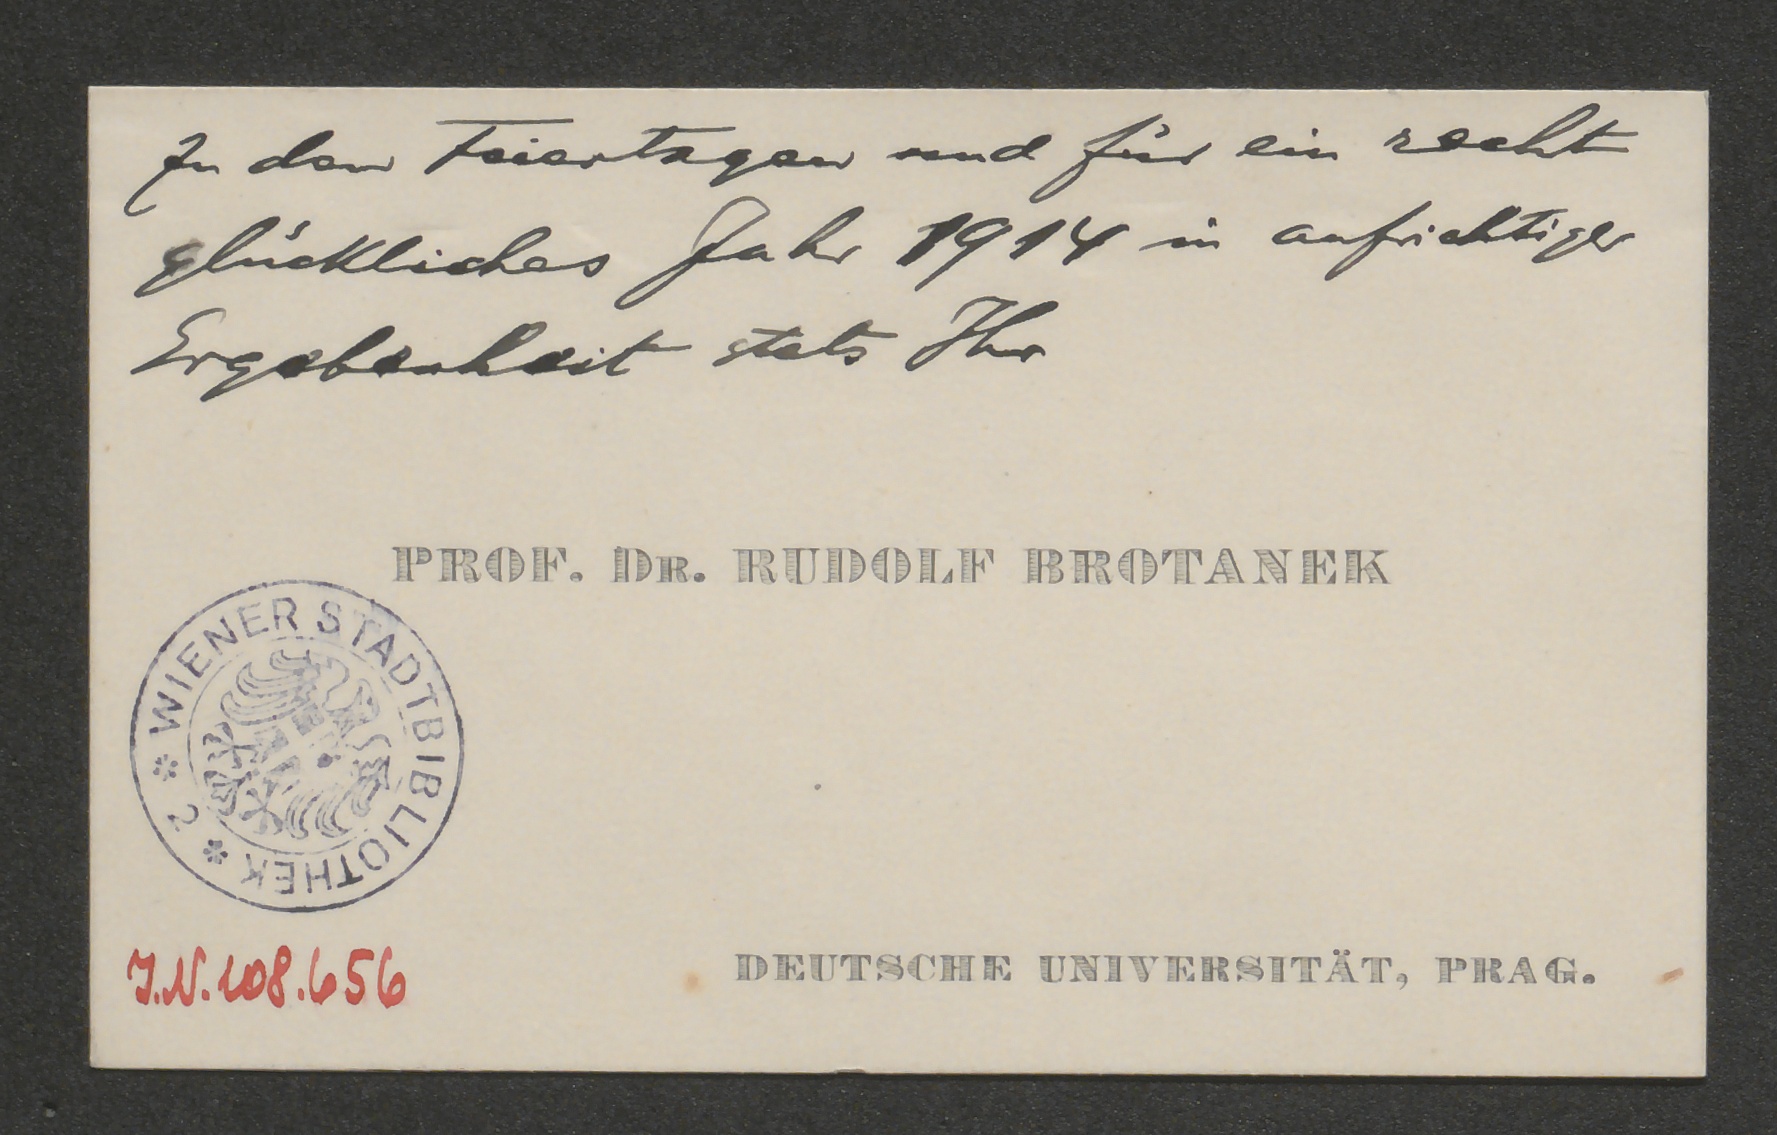 Zu den Feiertagen und für ein recht
glückliches Jahr 1914 in aufrichtiger
Ergebenheit stets Ihr
PROF. DR. RUDOLF BROTANEK
* WIENER STADTBIBLIOTHEK * 2
J.N. 108.656
DEUTSCHE UNIVERSITÄT, PRAG.